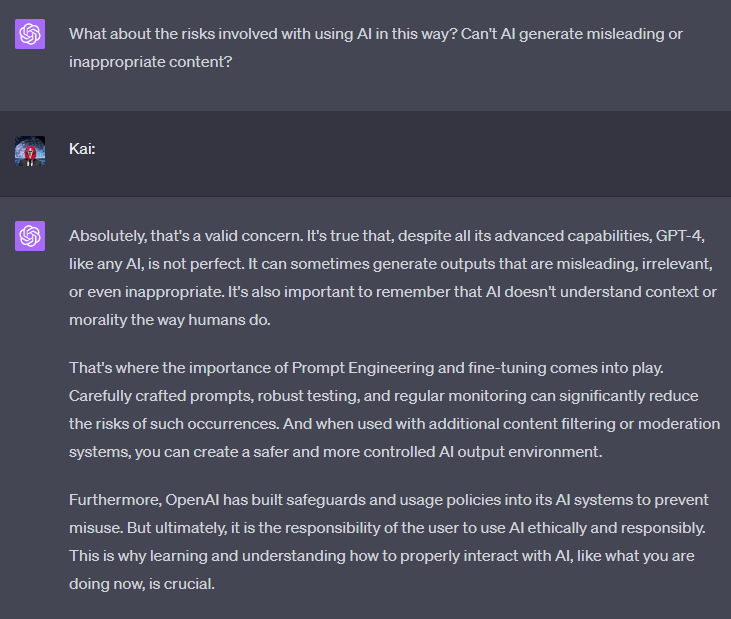 What about the risks involved with using AI in this way? Can't AI generate misleading or
inappropriate content?
Kai:
Absolutely, that's a valid concern. It's true that, despite all its advanced capabilities, GPT-4,
like any AI, is not perfect. It can sometimes generate outputs that are misleading, irrelevant,
or even inappropriate. It's also important to remember that AI doesn't understand context or
morality the way humans do.
That's where the importance of Prompt Engineering and fine-tuning comes into play.
Carefully crafted prompts, robust testing, and regular monitoring can significantly reduce
the risks of such occurrences. And when used with additional content filtering or moderation
systems, you can create a safer and more controlled AI output environment.
Furthermore, OpenAI has built safeguards and usage policies into its AI systems to prevent
misuse. But ultimately, it is the responsibility of the user to use AI ethically and responsibly.
This is why learning and understanding how to properly interact with AI, like what you are
doing now, is crucial.